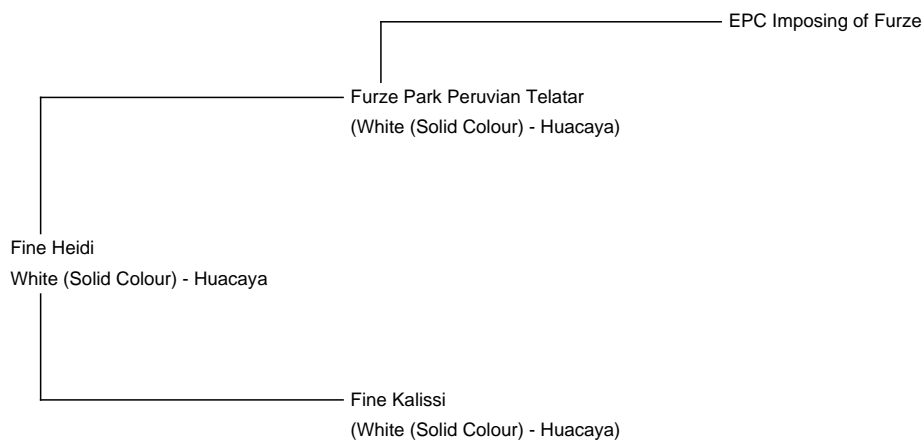 EPC Imposing of Furze
Furze Park Peruvian Telatar
(White (Solid Colour) - Huacaya)
Fine Heidi
White (Solid Colour) - Huacaya
Fine Kalissi
(White (Solid Colour) - Huacaya)